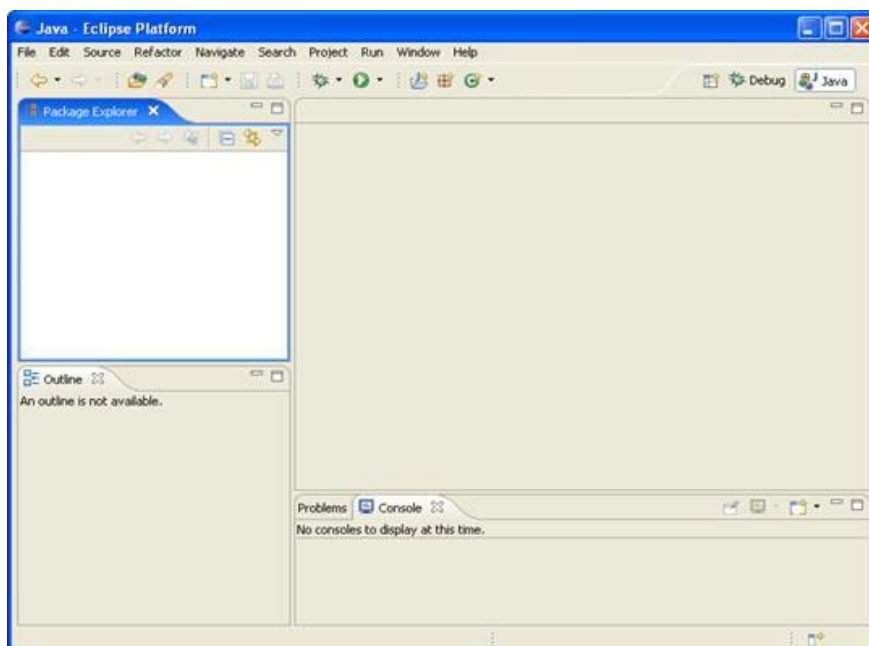 Java - Eclipse Platform
File Edit Source Refactor Navigate Search Project Run Window Help
Debug Java
Package Explorer
Outline
An outline is not available.
Problems Console
No consoles to display at this time.